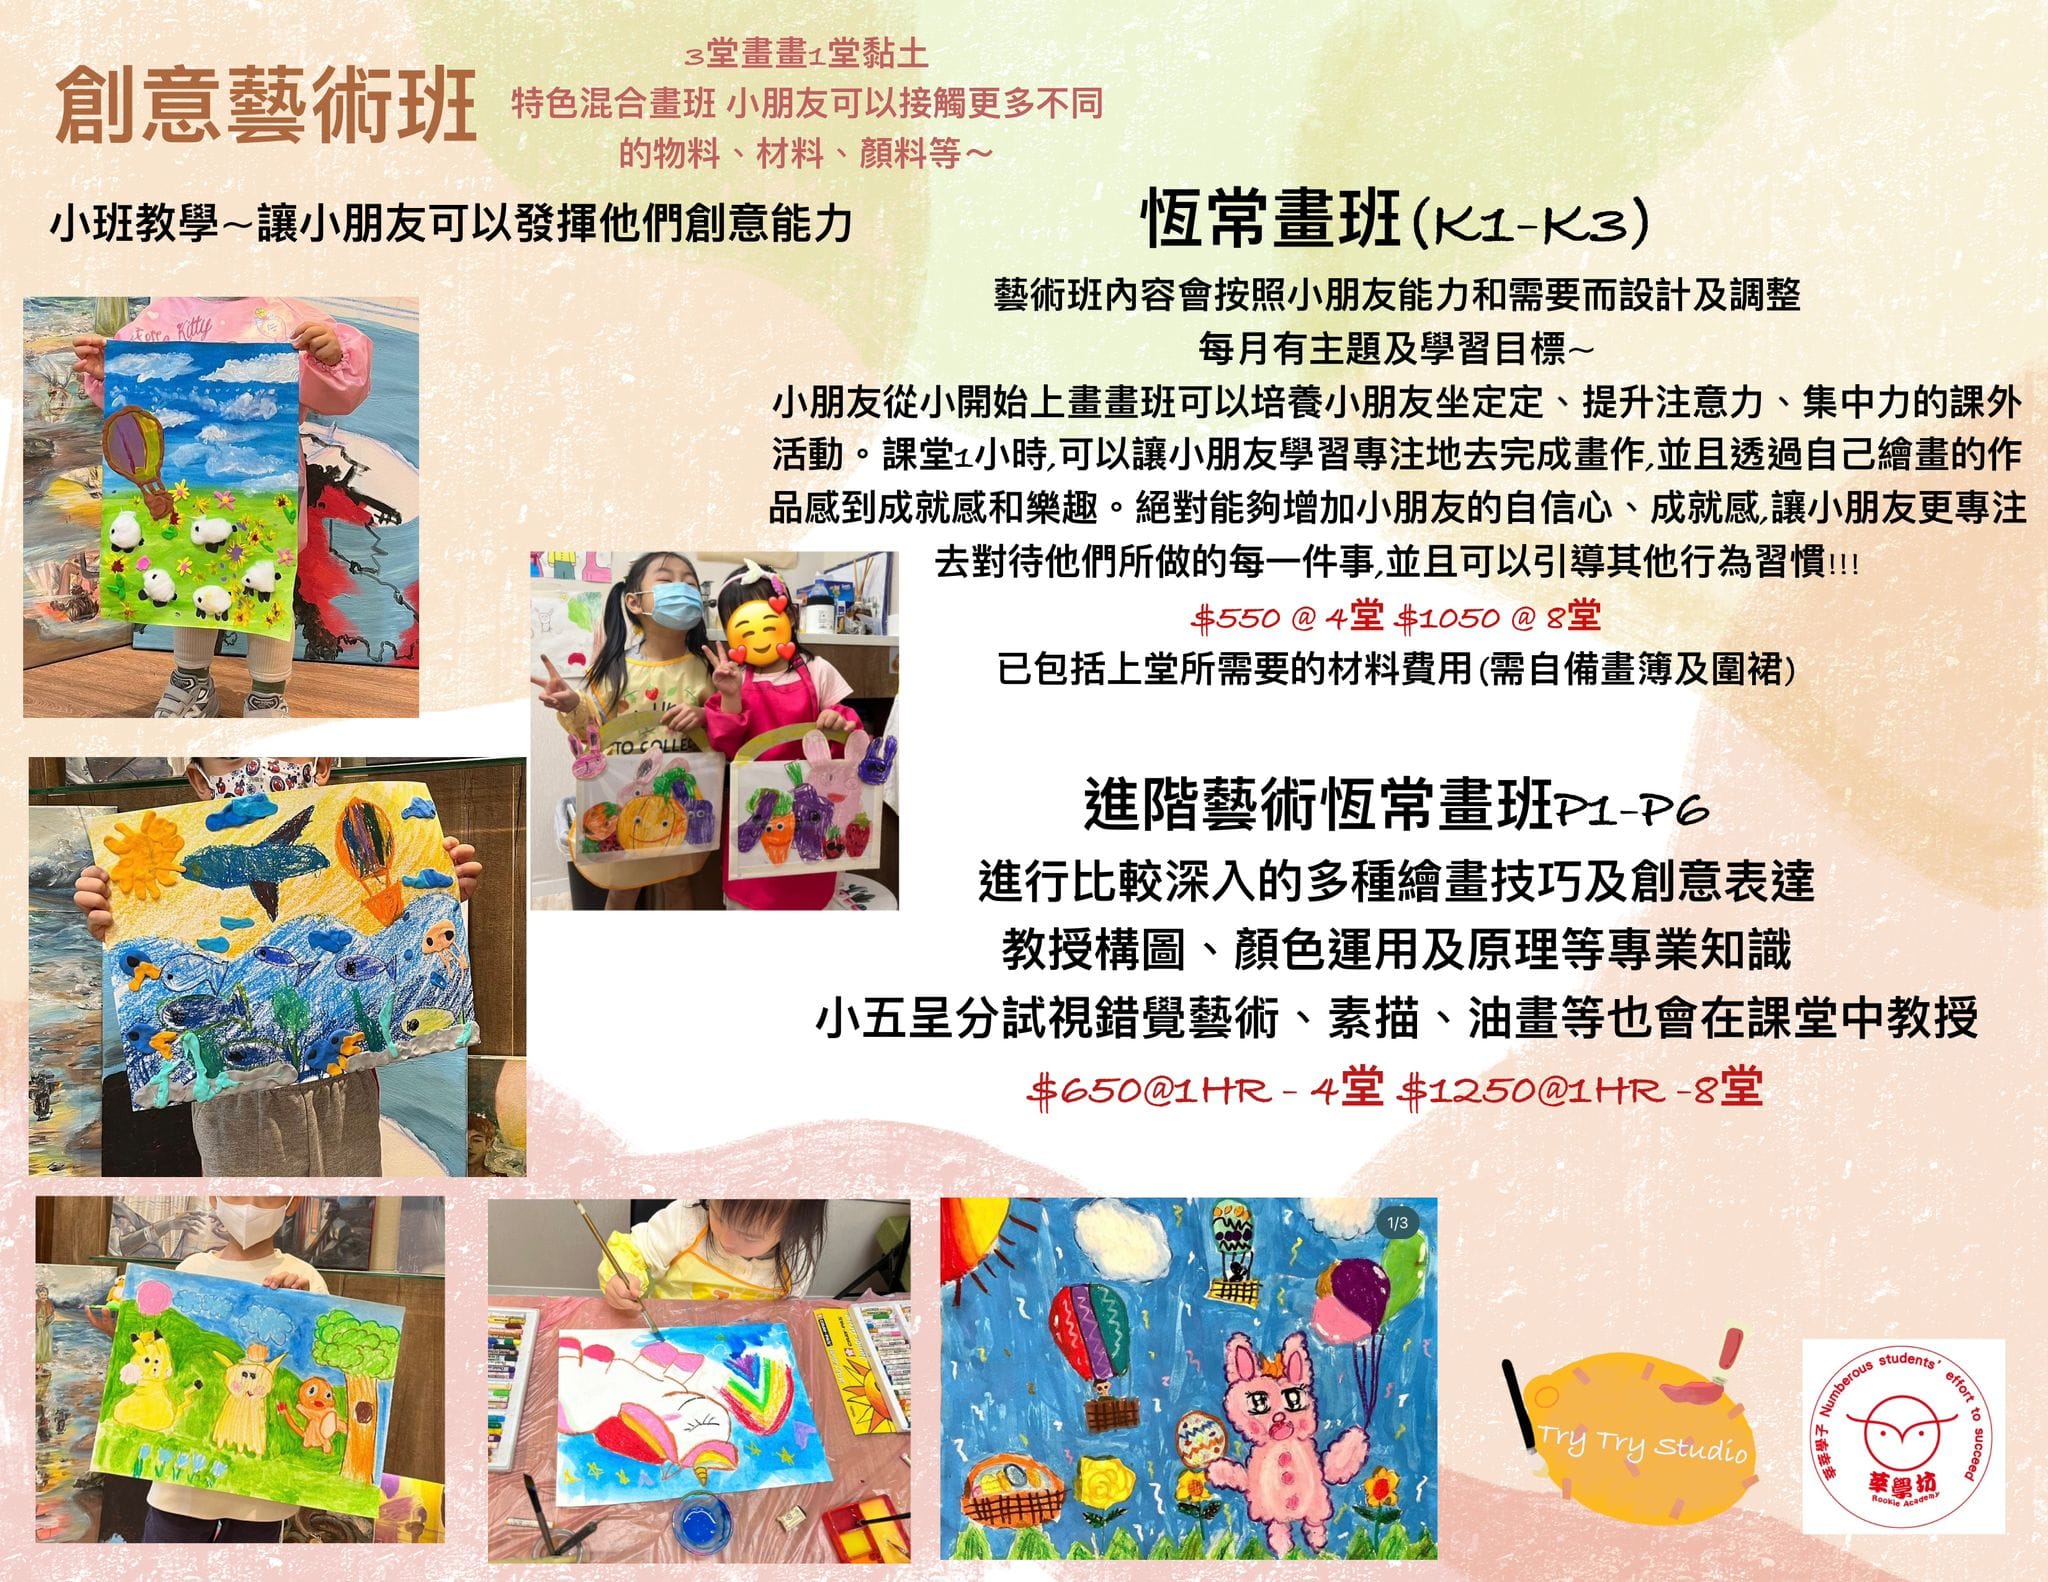 創意藝術班
3堂畫畫1堂黏土
特色混合畫班 小朋友可以接觸更多不同
的物料、材料、顏料等～
小班教學~讓小朋友可以發揮他們創意能力
恆常畫班(K1-K3)
藝術班內容會按照小朋友能力和需要而設計及調整
每月有主題及學習目標~
小朋友從小開始上畫畫班可以培養小朋友坐定定、提升注意力、集中力的課外
活動。課堂1小時,可以讓小朋友學習專注地去完成畫作,並且透過自己繪畫的作
品感到成就感和樂趣。絕對能夠增加小朋友的自信心、成就感,讓小朋友更專注
去對待他們所做的每一件事,並且可以引導其他行為習慣!!!
$550 @ 4堂 $1050 @ 8堂
已包括上堂所需要的材料費用(需自備畫簿及圍裙)
進階藝術恆常畫班P1-P6
進行比較深入的多種繪畫技巧及創意表達
教授構圖、顏色運用及原理等專業知識
小五呈分試視錯覺藝術、素描、油畫等也會在課堂中教授
$650@1HR - 4堂 $1250@1HR -8堂
Kitty
TO COLLEC
1/3
Try Try Studio
莘莘學子 Numberous students' effort to succeed
莘學坊
Rookie Academy